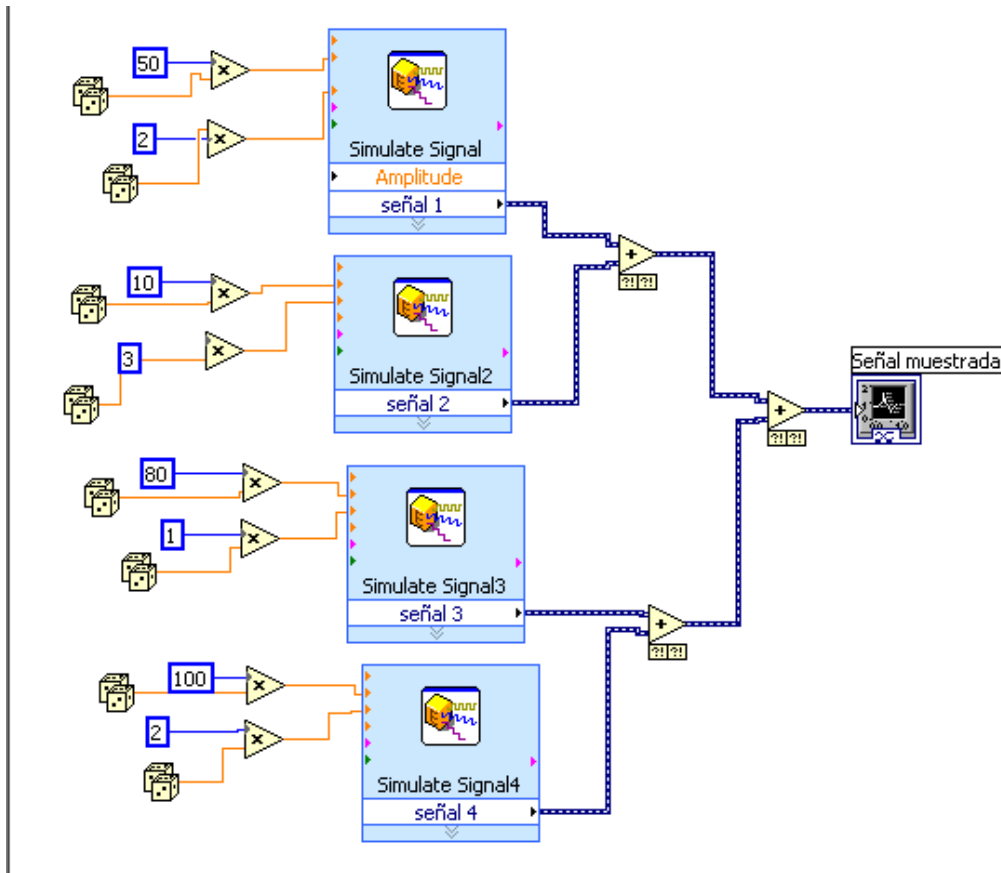 50
2
Simulate Signal
Amplitude
señal 1
10
3
Simulate Signal2
señal 2
Señal muestrada
80
1
Simulate Signal3
señal 3
100
2
Simulate Signal4
señal 4